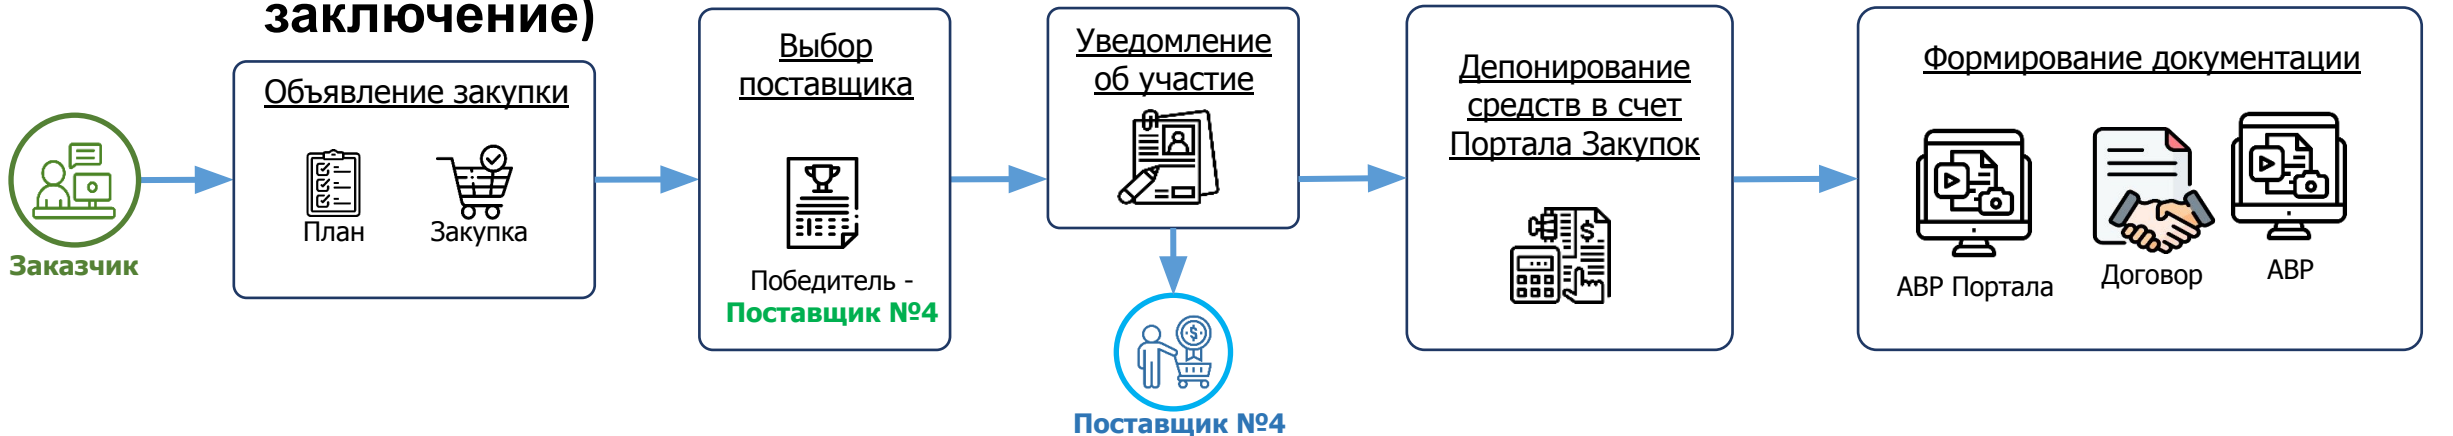 заключение)
Заказчик
Объявление закупки
План
Закупка
Выбор
поставщика
Победитель -
Поставщик №4
Уведомление
об участие
Поставщик №4
Депонирование
средств в счет
Портала Закупок
Формирование документации
АВР Портала
Договор
АВР